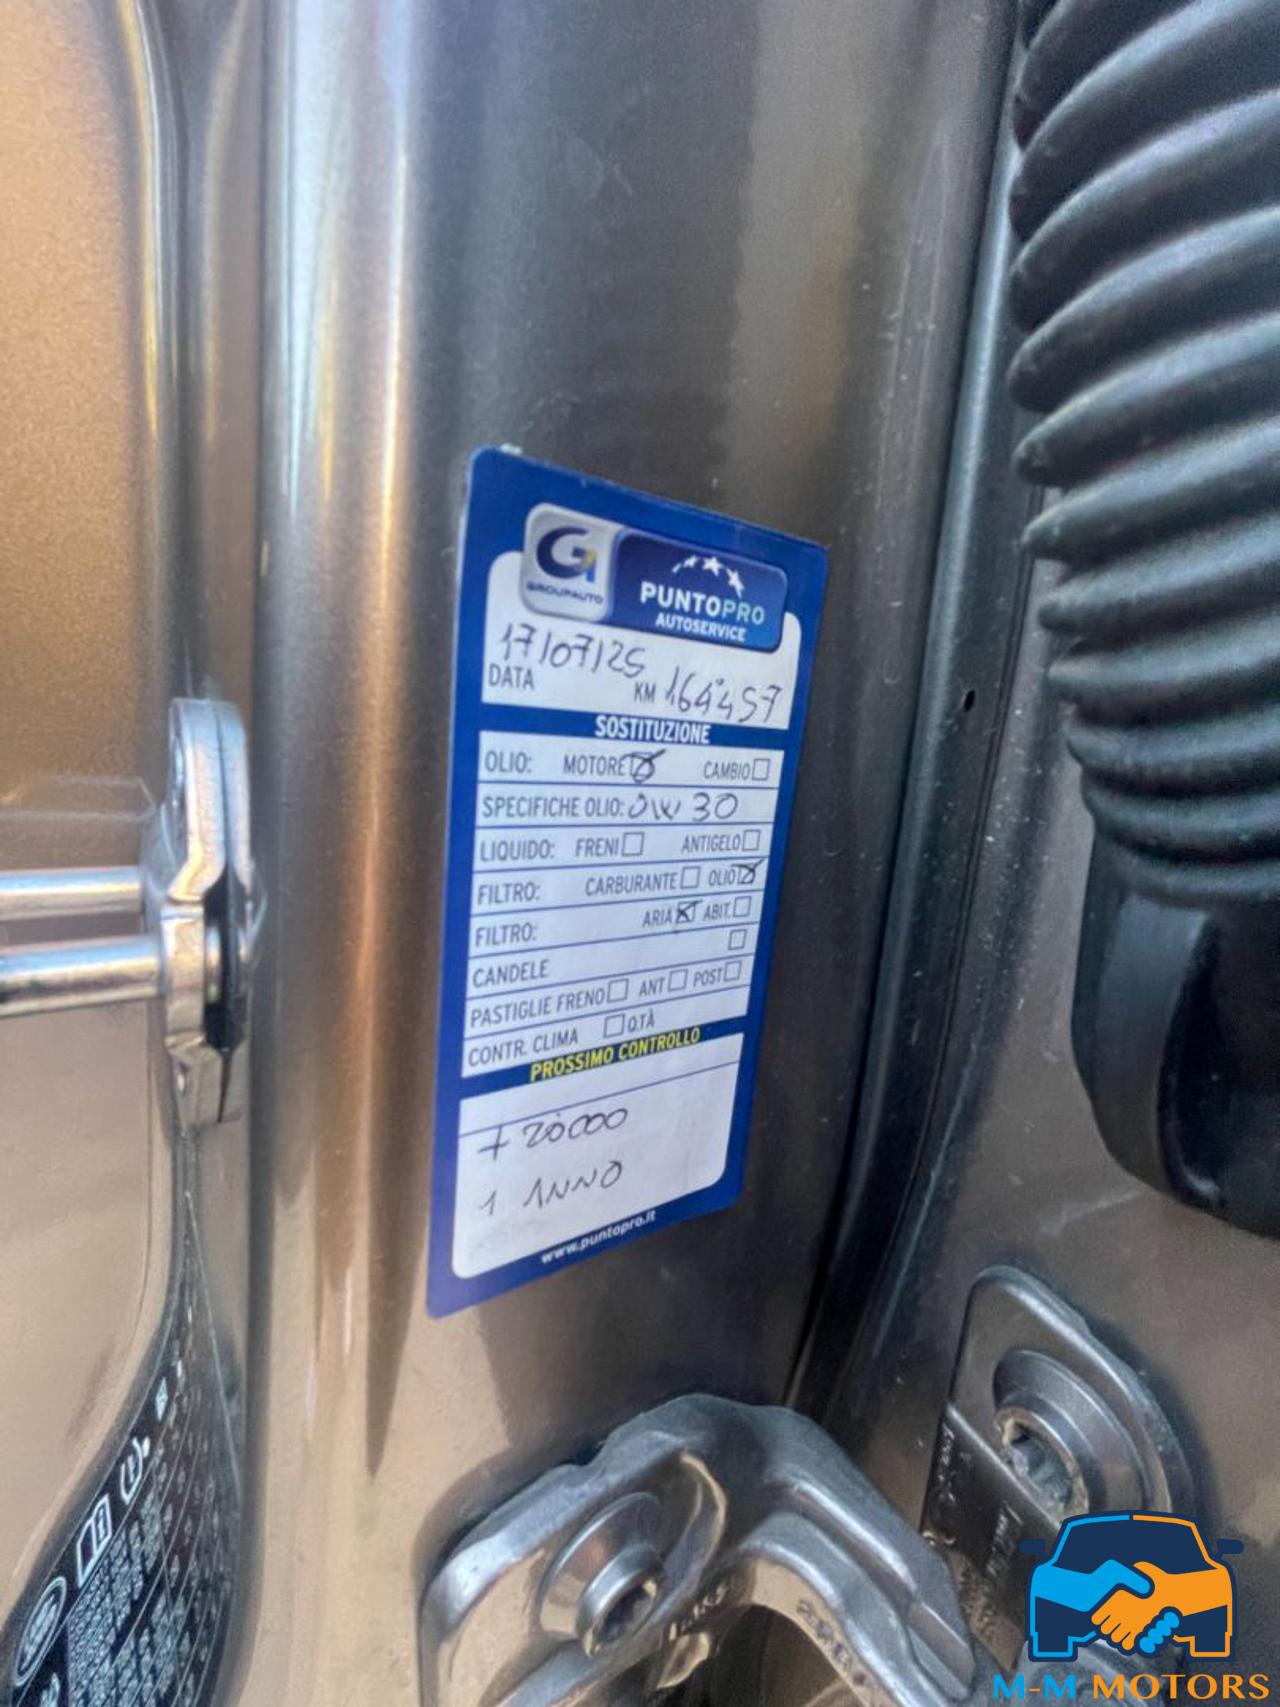 GROUPAUTO
PUNTOPRO
AUTOSERVICE
17/07/25
DATA KM 164457
SOSTITUZIONE
OLIO: MOTORE CAMBIO
SPECIFICHE OLIO: 0W30
LIQUIDO: FRENI ANTIGELO
FILTRO: CARBURANTE OLIO
FILTRO: ARIA ABIT.
CANDELE
PASTIGLIE FRENO ANT POST
CONTR. CLIMA Q.TÀ
PROSSIMO CONTROLLO
+ 20000
1 ANNO
www.puntopro.it
M-M MOTORS